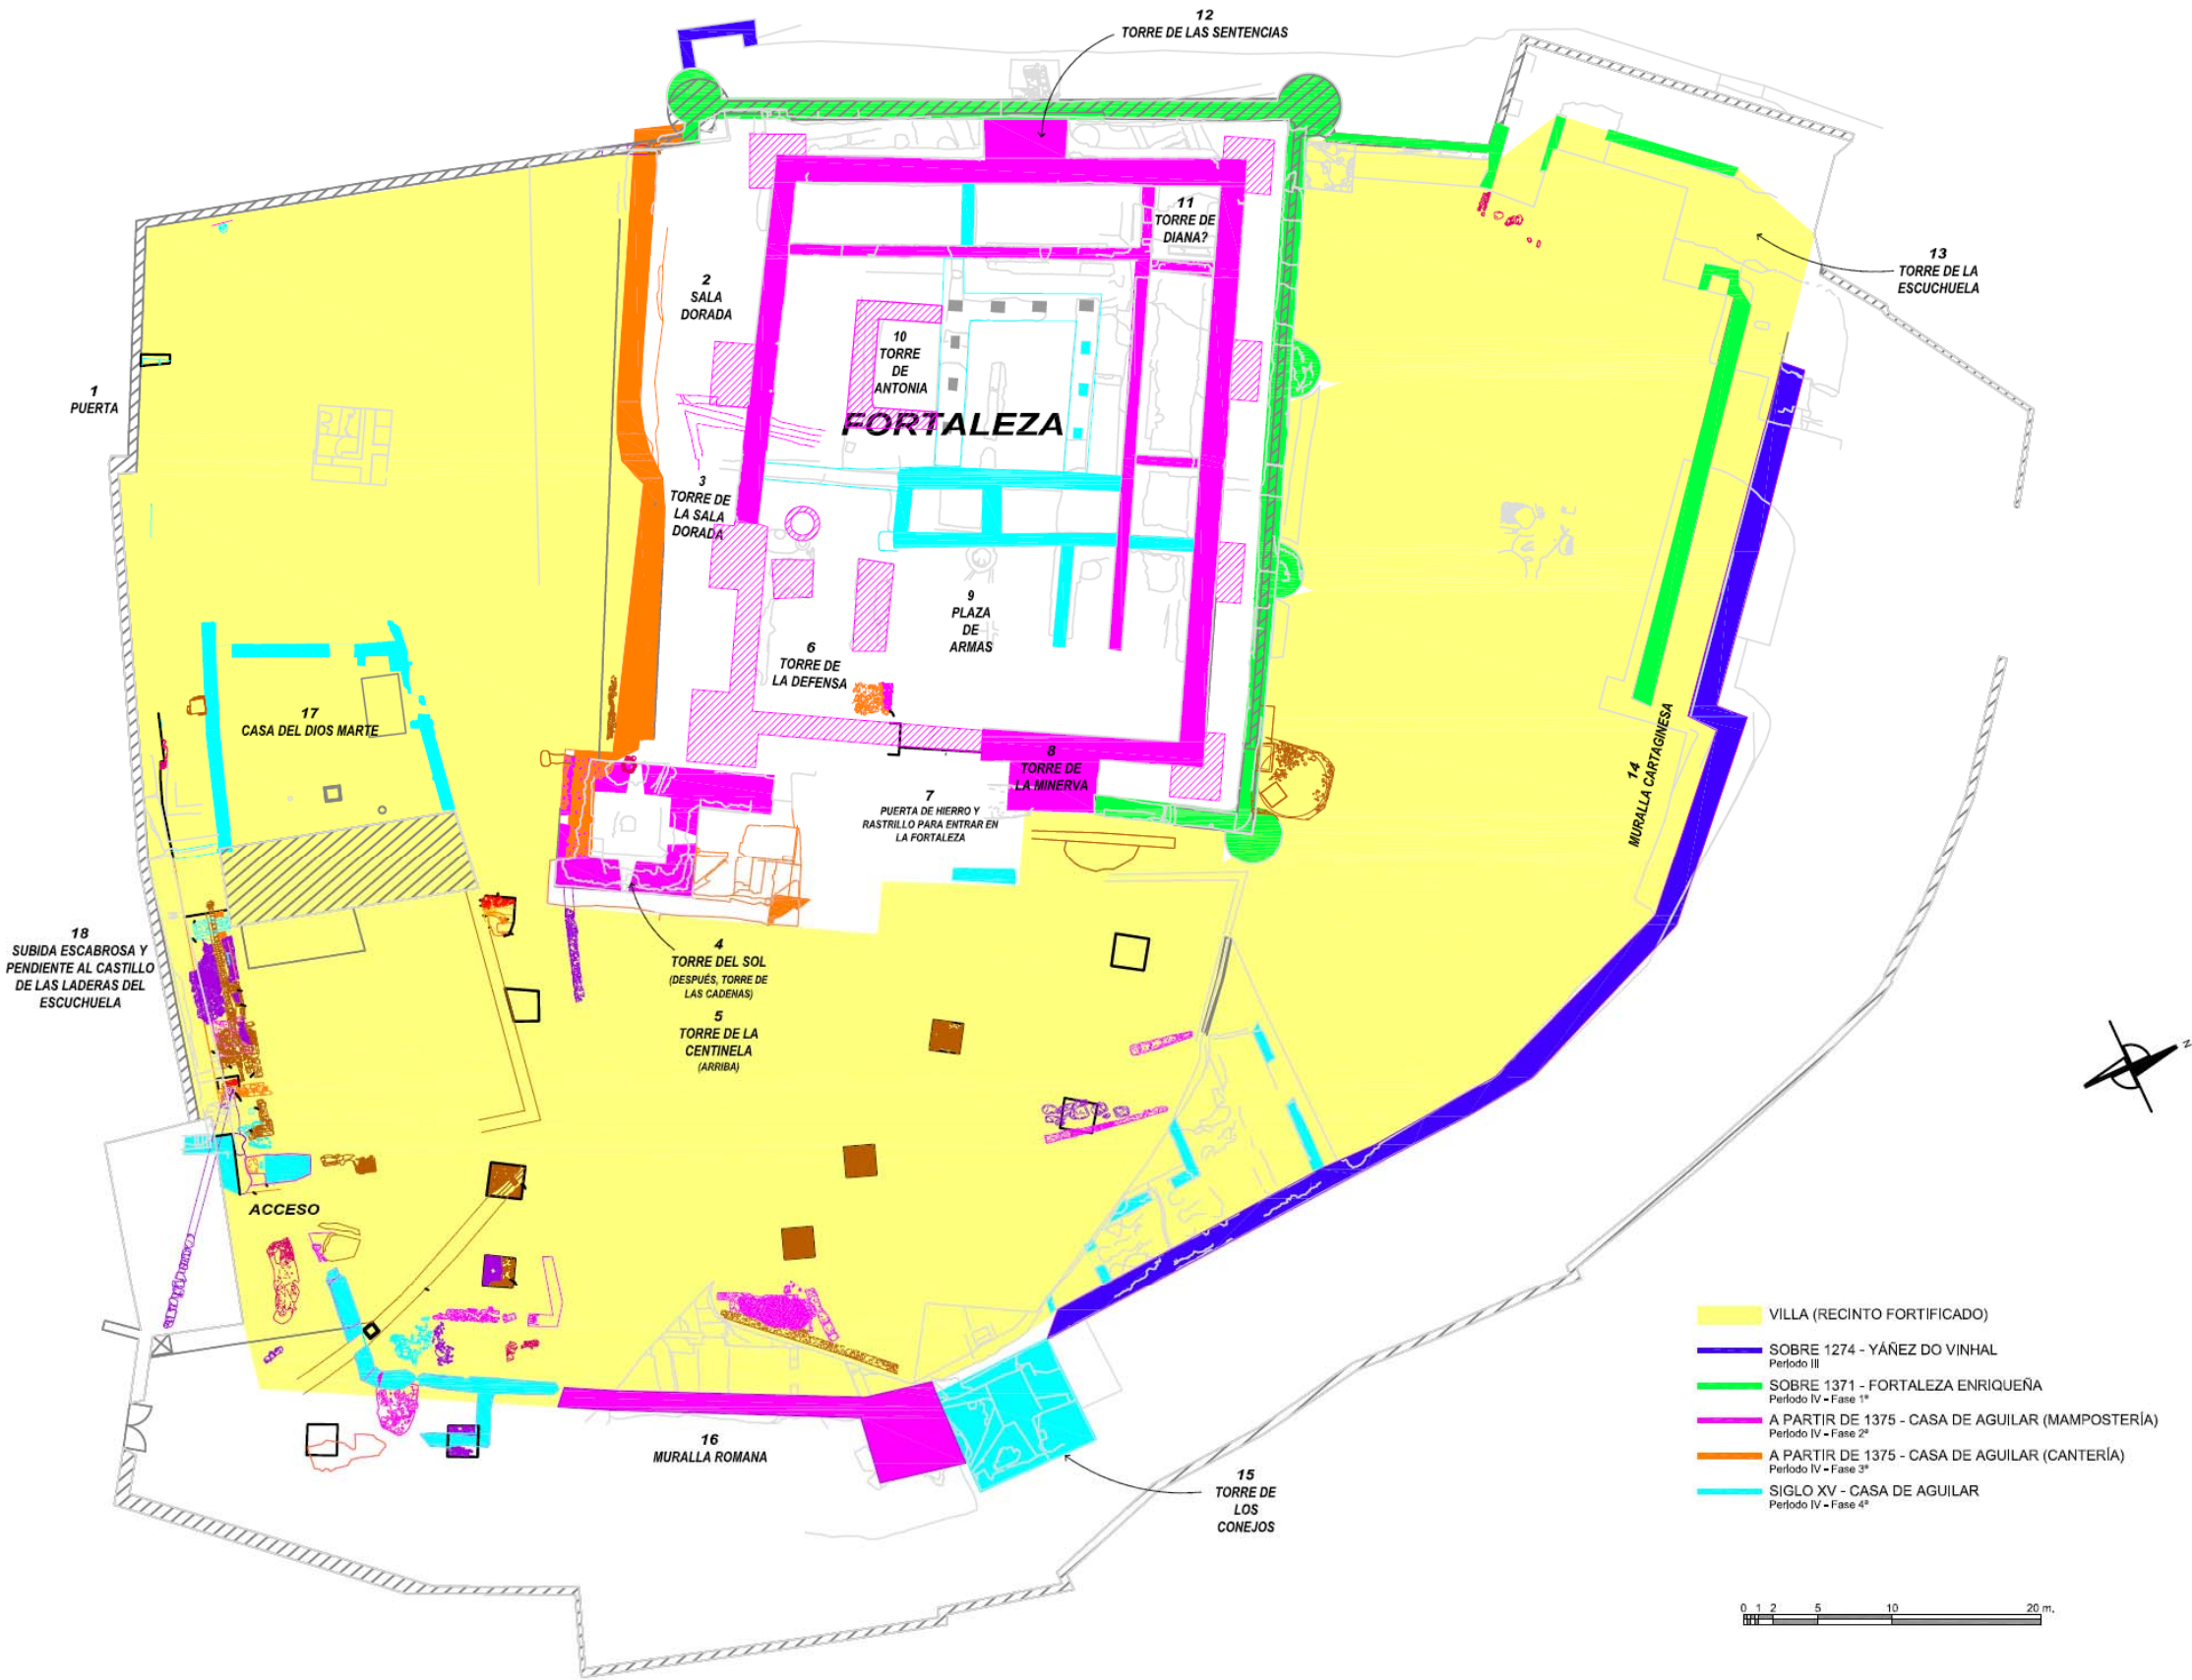 12
TORRE DE LAS SENTENCIAS
11
TORRE DE
DIANA?
13
TORRE DE LA
ESCUCHUELA
2
SALA
DORADA
10
TORRE
DE
ANTONIA
1
PUERTA
FORTALEZA
3
TORRE DE
LA SALA
DORADA
9
PLAZA
DE
ARMAS
6
TORRE DE
LA DEFENSA
17
CASA DEL DIOS MARTE
14
MURALLA CARTAGINESA
8
TORRE DE
LA MINERVA
7
PUERTA DE HIERRO Y
RASTRILLO PARA ENTRAR EN
LA FORTALEZA
18
SUBIDA ESCABROSA Y
PENDIENTE AL CASTILLO
DE LAS LADERAS DEL
ESCUCHUELA
4
TORRE DEL SOL
(DESPUÉS, TORRE DE
LAS CADENAS)
5
TORRE DE LA
CENTINELA
(ARRIBA)
N
ACCESO
16
MURALLA ROMANA
15
TORRE DE
LOS
CONEJOS
VILLA (RECINTO FORTIFICADO)
SOBRE 1274 - YÁÑEZ DO VINHAL
Período III
SOBRE 1371 - FORTALEZA ENRIQUEÑA
Período IV - Fase 1ª
A PARTIR DE 1375 - CASA DE AGUILAR (MAMPOSTERÍA)
Período IV - Fase 2ª
A PARTIR DE 1375 - CASA DE AGUILAR (CANTERÍA)
Período IV - Fase 3ª
SIGLO XV - CASA DE AGUILAR
Período IV - Fase 4ª
0 1 2 5 10 20 m.